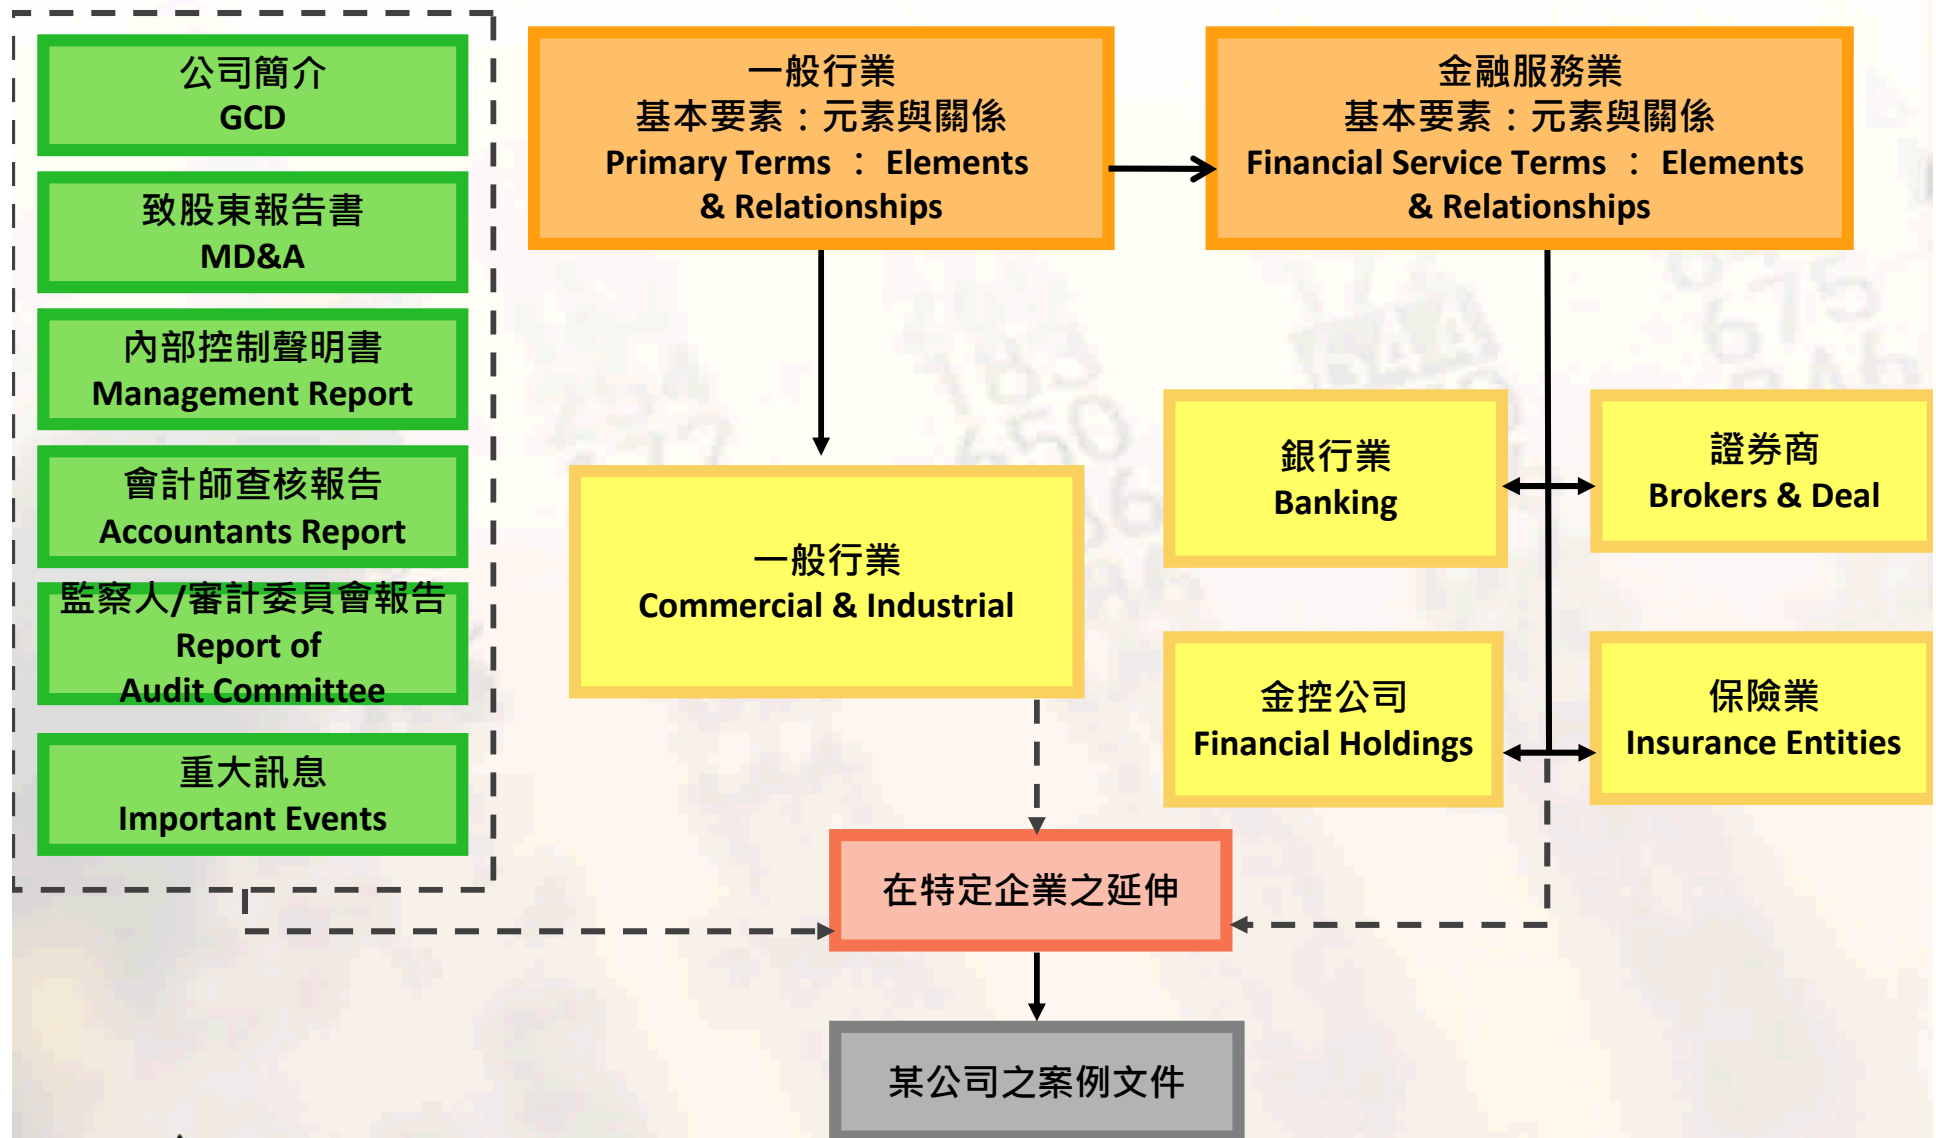 公司簡介
GCD
致股東報告書
MD&A
內部控制聲明書
Management Report
會計師查核報告
Accountants Report
監察人/審計委員會報告
Report of
Audit Committee
重大訊息
Important Events
一般行業
基本要素：元素與關係
Primary Terms ： Elements
& Relationships
金融服務業
基本要素：元素與關係
Financial Service Terms ： Elements
& Relationships
一般行業
Commercial & Industrial
銀行業
Banking
證券商
Brokers & Deal
金控公司
Financial Holdings
保險業
Insurance Entities
在特定企業之延伸
某公司之案例文件